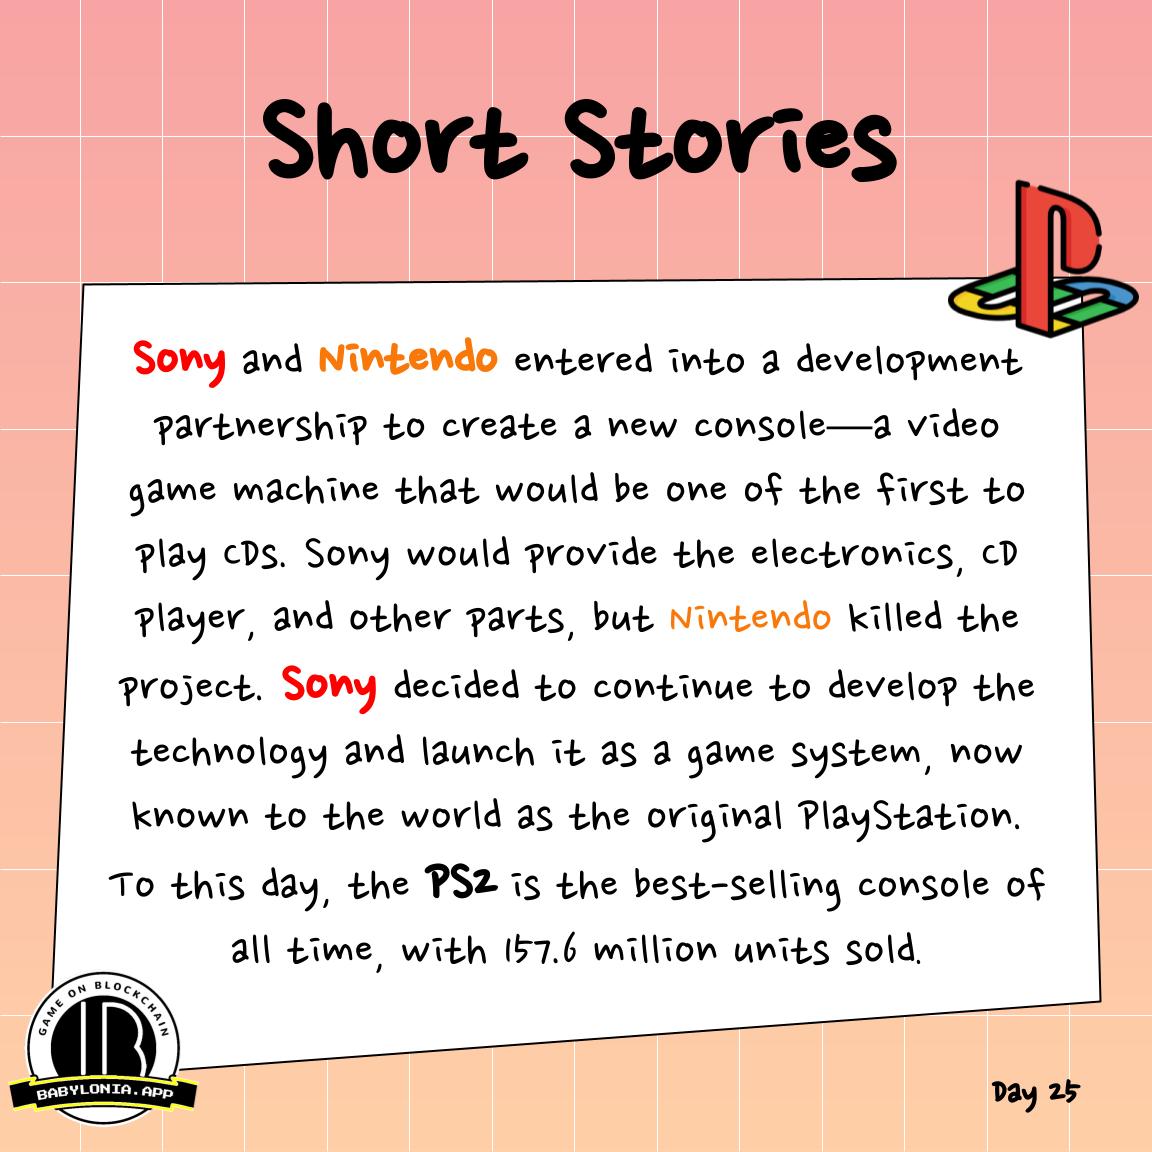 Short Stories
Sony and Nintendo entered into a development
partnership to create a new console—a video
game machine that would be one of the first to
play CDs. Sony would provide the electronics, CD
player, and other parts, but Nintendo killed the
project. Sony decided to continue to develop the
technology and launch it as a game system, now
known to the world as the original PlayStation.
To this day, the PS2 is the best-selling console of
all time, with 157.6 million units sold.
GAME ON BLOCKCHAIN
BABYLONIA.APP
Day 25